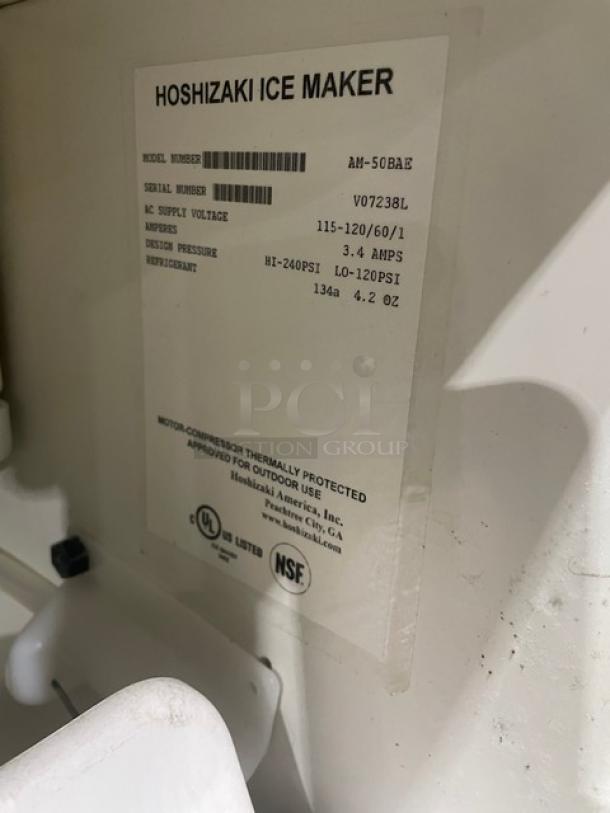 HOSHIZAKI ICE MAKER
MODEL NUMBER AM-50BAE
SERIAL NUMBER V07238L
AC SUPPLY VOLTAGE 115-120/60/1
AMPERES 3.4 AMPS
DESIGN PRESSURE HI-240PSI LO-120PSI
REFRIGERANT 134a 4.2 OZ
PCI
AUCTION GROUP
MOTOR-COMPRESSOR THERMALLY PROTECTED
APPROVED FOR OUTDOOR USE
Hoshizaki America, Inc.
Peachtree City, GA
www.hoshizaki.com
C UL US LISTED
NSF